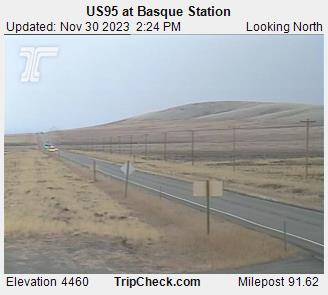 US95 at Basque Station
Updated: Nov 30 2023 2:24 PM Looking North
Elevation 4460 TripCheck.com Milepost 91.62